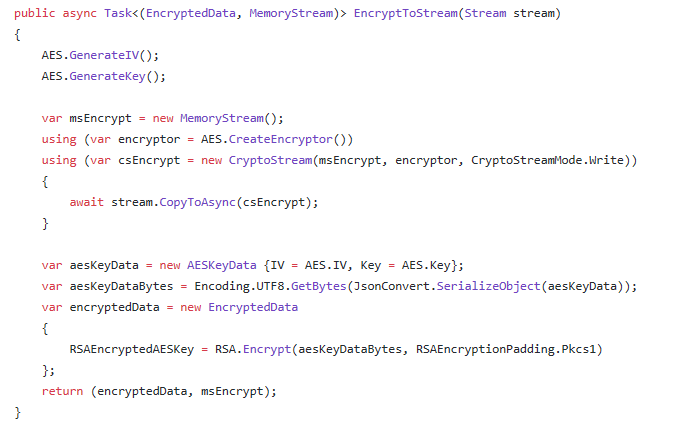 public async Task<(EncryptedData, MemoryStream)> EncryptToStream(Stream stream)
{
    AES.GenerateIV();
    AES.GenerateKey();

    var msEncrypt = new MemoryStream();
    using (var encryptor = AES.CreateEncryptor())
    using (var csEncrypt = new CryptoStream(msEncrypt, encryptor, CryptoStreamMode.Write))
    {
        await stream.CopyToAsync(csEncrypt);
    }

    var aesKeyData = new AESKeyData {IV = AES.IV, Key = AES.Key};
    var aesKeyDataBytes = Encoding.UTF8.GetBytes(JsonConvert.SerializeObject(aesKeyData));
    var encryptedData = new EncryptedData
    {
        RSAEncryptedAESKey = RSA.Encrypt(aesKeyDataBytes, RSAEncryptionPadding.Pkcs1)
    };
    return (encryptedData, msEncrypt);
}